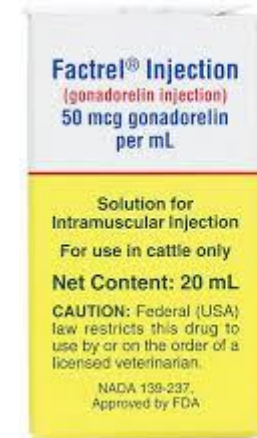 Factrel® Injection
(gonadorelin injection)
50 mcg gonadorelin
per mL
Solution for
Intramuscular Injection
For use in cattle only
Net Content: 20 mL
CAUTION: Federal (USA)
law restricts this drug to
use by or on the order of a
licensed veterinarian.
NADA 139-237,
Approved by FDA